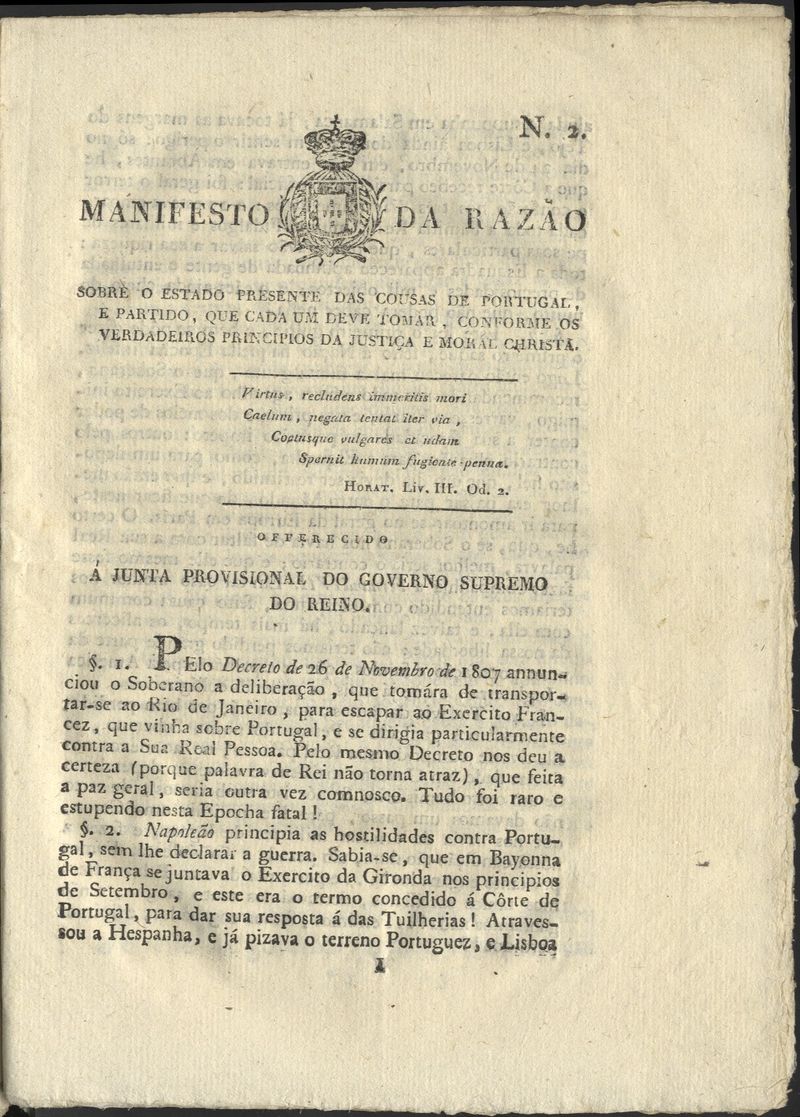 N. 2.
MANIFESTO DA RAZÃO
SOBRE O ESTADO PRESENTE DAS COUSAS DE PORTUGAL,
E PARTIDO, QUE CADA UM DEVE TOMAR, CONFORME OS
VERDADEIROS PRINCIPIOS DA JUSTIÇA E MORAL CHRISTÃ.
Virtus, recludens immeritis mori
Caelum, negata tentat iter via,
Coetusque vulgares et udam
Spernit humum fugiente penna.
HORAT. LIV. III. Od. 2.
OFFERECIDO
Á JUNTA PROVISIONAL DO GOVERNO SUPREMO
DO REINO.
§. 1. PElo Decreto de 26 de Novembro de 1807 annun-
ciou o Soberano a deliberação, que tomára de transpor-
tar-se ao Rio de Janeiro, para escapar ao Exercito Fran-
cez, que vinha sobre Portugal, e se dirigia particularmente
contra a Sua Real Pessoa. Pelo mesmo Decreto nos deu a
certeza (porque palavra de Rei não torna atraz), que feita
a paz geral, seria outra vez comnosco. Tudo foi raro e
estupendo nesta Epocha fatal!
§. 2. Napoleão principia as hostilidades contra Portu-
gal, sem lhe declarar a guerra. Sabia-se, que em Bayonna
de França se juntava o Exercito da Gironda nos principios
de Setembro, e este era o termo concedido á Côrte de
Portugal, para dar sua resposta á das Tuilherias! Atraves-
sou a Hespanha, e já pizava o terreno Portuguez, e Lisboa
1